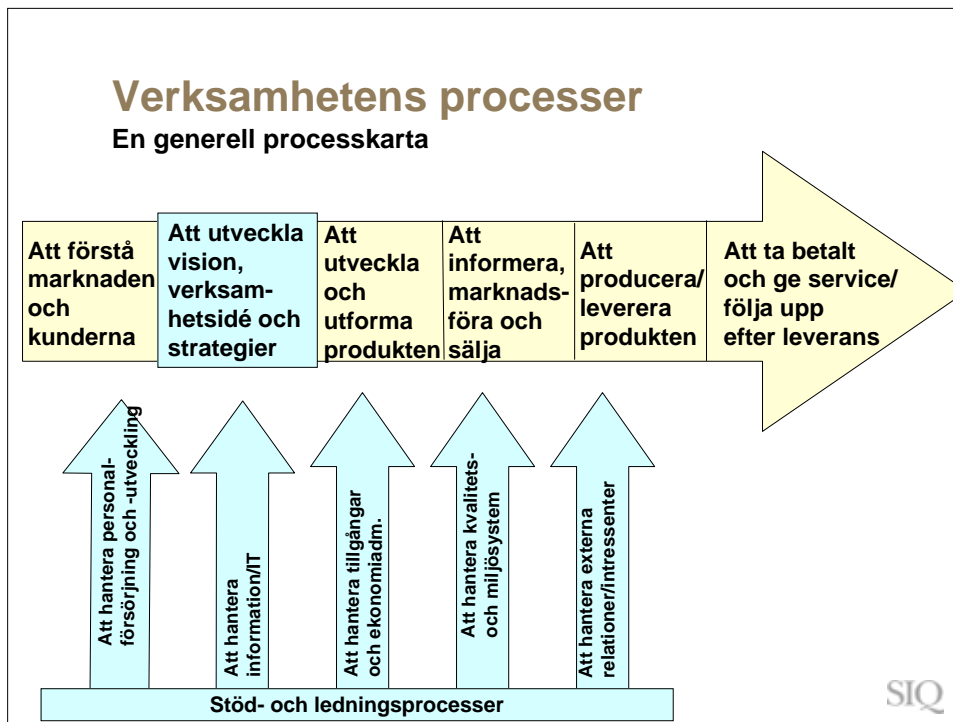 Verksamhetens processer
En generell processkarta
Att förstå
marknaden
och
kunderna
Att utveckla
vision,
verksam-
hetsidé och
strategier
Att
utveckla
och
utforma
produkten
Att
informera,
marknads-
föra och
sälja
Att
producera/
leverera
produkten
Att ta betalt
och ge service/
följa upp
efter leverans
Att hantera personal-
försörjning och -utveckling
Att hantera
information/IT
Att hantera tillgångar
och ekonomiadm.
Att hantera kvalitets-
och miljösystem
Att hantera externa
relationer/intressenter
Stöd- och ledningsprocesser
SIQ